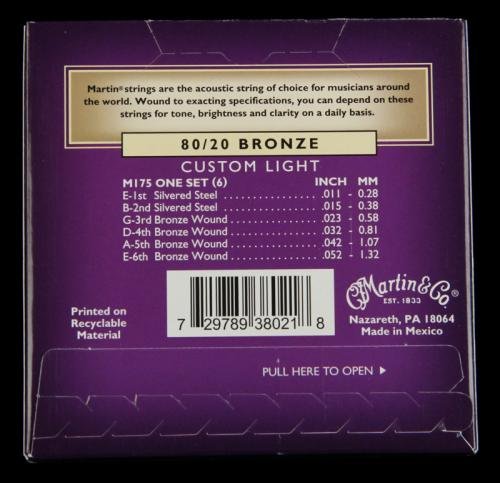 Martin® strings are the acoustic string of choice for musicians around
the world. Wound to exacting specifications, you can depend on these
strings for tone, brightness and clarity on a daily basis.
80/20 BRONZE
CUSTOM LIGHT
M175 ONE SET (6) INCH MM
E-1st Silvered Steel .011 - 0.28
B-2nd Silvered Steel .015 - 0.38
G-3rd Bronze Wound .023 - 0.58
D-4th Bronze Wound .032 - 0.81
A-5th Bronze Wound .042 - 1.07
E-6th Bronze Wound .052 - 1.32
7 29789 38021 8
Printed on
Recyclable
Material
C.F. Martin & Co.®
EST. 1833
Nazareth, PA 18064
Made in Mexico
PULL HERE TO OPEN ▶